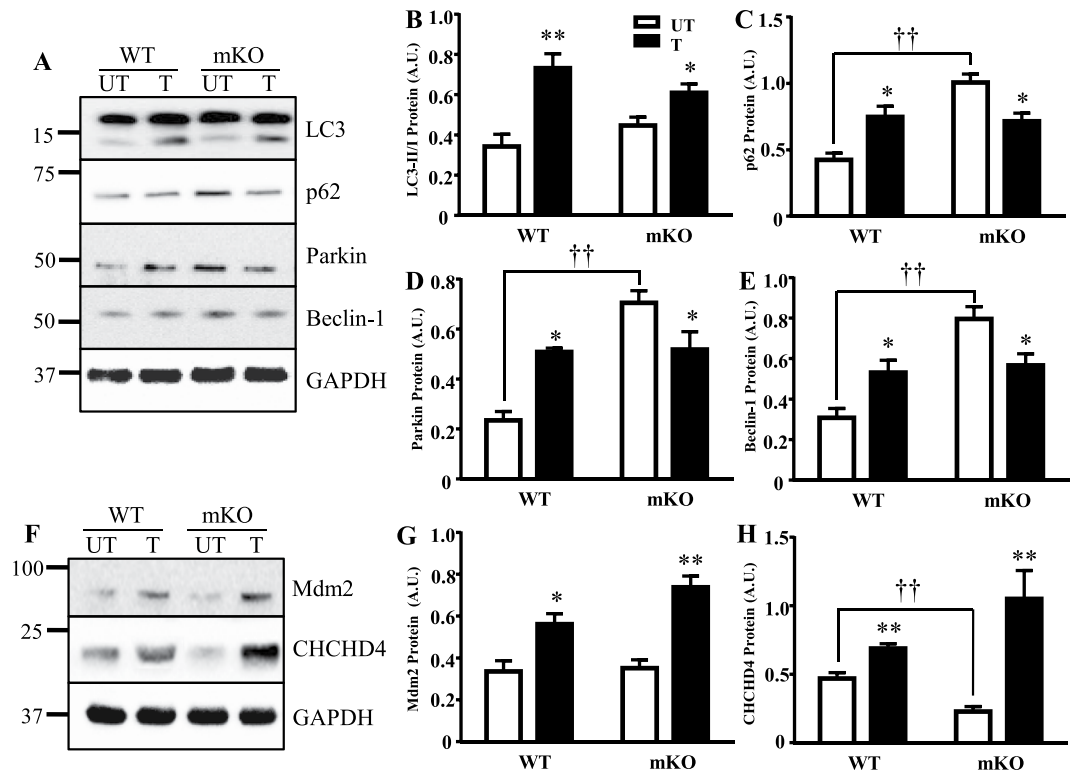 A
WT mKO
UT T UT T
LC3
15
75
p62
50
Parkin
50
Beclin-1
37
GAPDH
B
LC3-II/I Protein (A.U.)
1.0
0.8
0.6
0.4
0.2
0
** *
UT
T
WT mKO
C
p62 Protein (A.U.)
1.5
1.0
0.5
0
††
* *
WT mKO
D
Parkin Protein (A.U.)
0.8
0.6
0.4
0.2
0
††
* *
WT mKO
E
Beclin-1 Protein (A.U.)
1.0
0.8
0.6
0.4
0.2
0
††
* *
WT mKO
F
WT mKO
UT T UT T
100
Mdm2
25
CHCHD4
37
GAPDH
G
Mdm2 Protein (A.U.)
1.0
0.8
0.6
0.4
0.2
0
* **
WT mKO
H
CHCHD4 Protein (A.U.)
1.5
1.0
0.5
0
††
** **
WT mKO